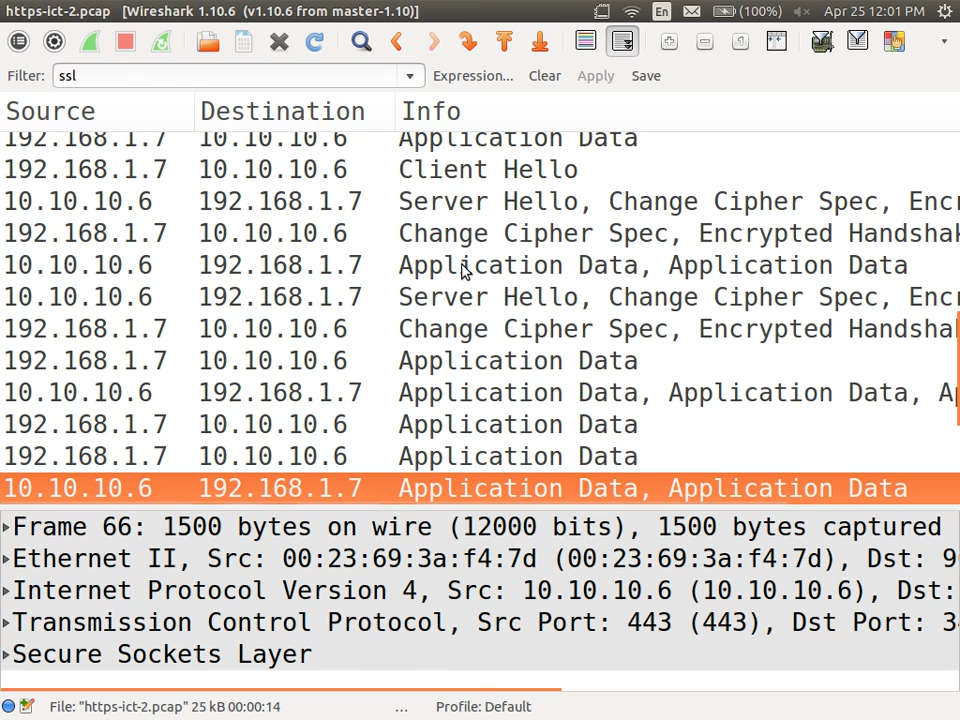 https-ict-2.pcap [Wireshark 1.10.6 (v1.10.6 from master-1.10)] En (100%) Apr 25 12:01 PM
Filter: ssl Expression... Clear Apply Save
Source Destination Info
192.168.1.7 10.10.10.6 Application Data
192.168.1.7 10.10.10.6 Client Hello
10.10.10.6 192.168.1.7 Server Hello, Change Cipher Spec, Encr
192.168.1.7 10.10.10.6 Change Cipher Spec, Encrypted Handshak
10.10.10.6 192.168.1.7 Application Data, Application Data
10.10.10.6 192.168.1.7 Server Hello, Change Cipher Spec, Encr
192.168.1.7 10.10.10.6 Change Cipher Spec, Encrypted Handshak
192.168.1.7 10.10.10.6 Application Data
10.10.10.6 192.168.1.7 Application Data, Application Data, Ap
192.168.1.7 10.10.10.6 Application Data
192.168.1.7 10.10.10.6 Application Data
10.10.10.6 192.168.1.7 Application Data, Application Data
Frame 66: 1500 bytes on wire (12000 bits), 1500 bytes captured
Ethernet II, Src: 00:23:69:3a:f4:7d (00:23:69:3a:f4:7d), Dst: 9
Internet Protocol Version 4, Src: 10.10.10.6 (10.10.10.6), Dst:
Transmission Control Protocol, Src Port: 443 (443), Dst Port: 3
Secure Sockets Layer
File: "https-ict-2.pcap" 25 kB 00:00:14 ... Profile: Default